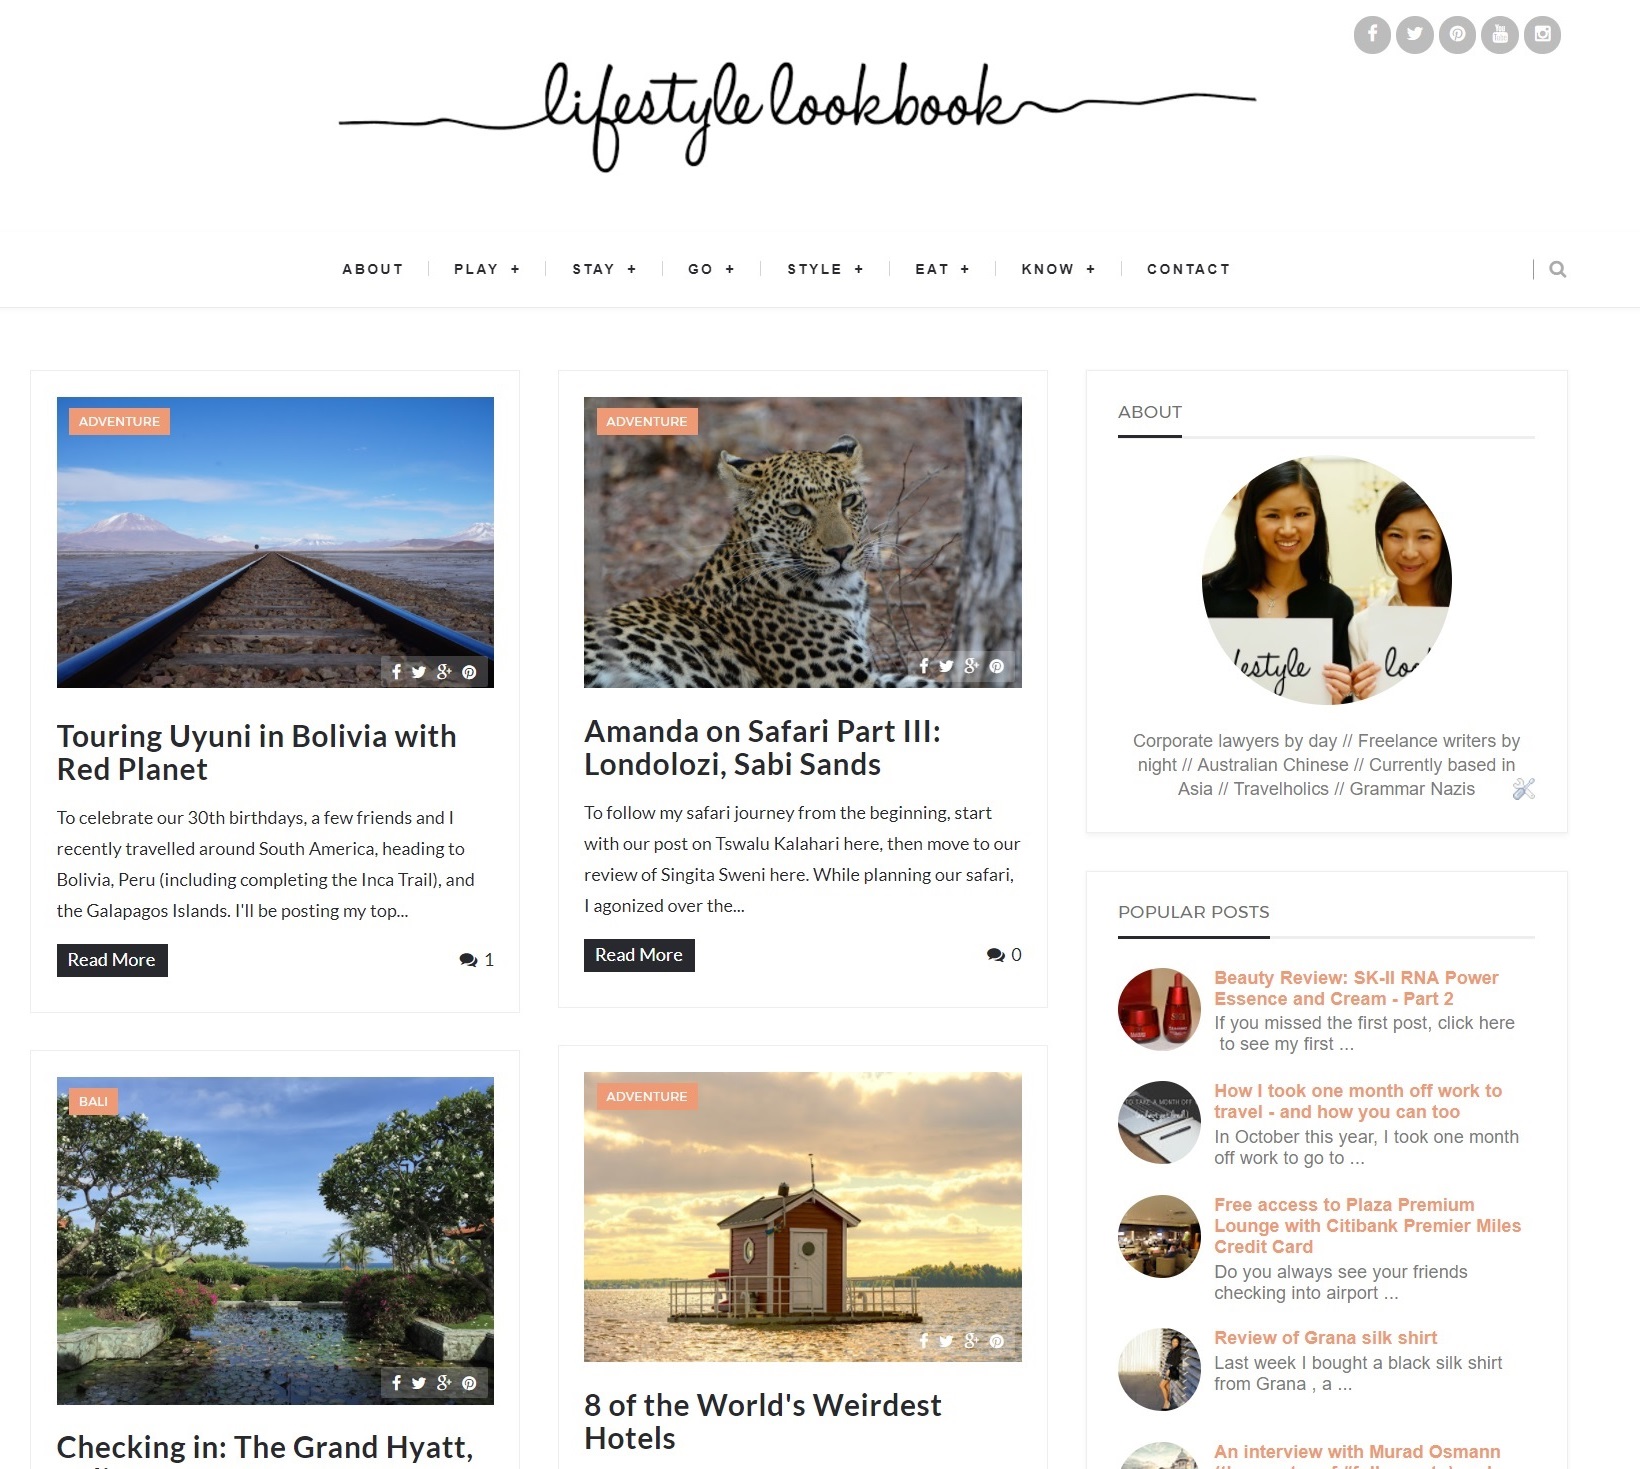 lifestyle lookbook
ABOUT
PLAY +
STAY +
GO +
STYLE +
EAT +
KNOW +
CONTACT
ADVENTURE
Touring Uyuni in Bolivia with
Red Planet
To celebrate our 30th birthdays, a few friends and I
recently travelled around South America, heading to
Bolivia, Peru (including completing the Inca Trail), and
the Galapagos Islands. I'll be posting my top...
Read More
1
ADVENTURE
Amanda on Safari Part III:
Londolozi, Sabi Sands
To follow my safari journey from the beginning, start
with our post on Tswalu Kalahari here, then move to our
review of Singita Sweni here. While planning our safari,
I agonized over the...
Read More
0
BALI
Checking in: The Grand Hyatt,
ADVENTURE
8 of the World's Weirdest
Hotels
ABOUT
estyle
loo
Corporate lawyers by day // Freelance writers by
night // Australian Chinese // Currently based in
Asia // Travelholics // Grammar Nazis
POPULAR POSTS
Beauty Review: SK-II RNA Power
Essence and Cream - Part 2
If you missed the first post, click here
to see my first ...
TO TAKE A MONTH OFF
How I took one month off work to
travel - and how you can too
In October this year, I took one month
off work to go to ...
Free access to Plaza Premium
Lounge with Citibank Premier Miles
Credit Card
Do you always see your friends
checking into airport ...
Review of Grana silk shirt
Last week I bought a black silk shirt
from Grana , a ...
An interview with Murad Osmann